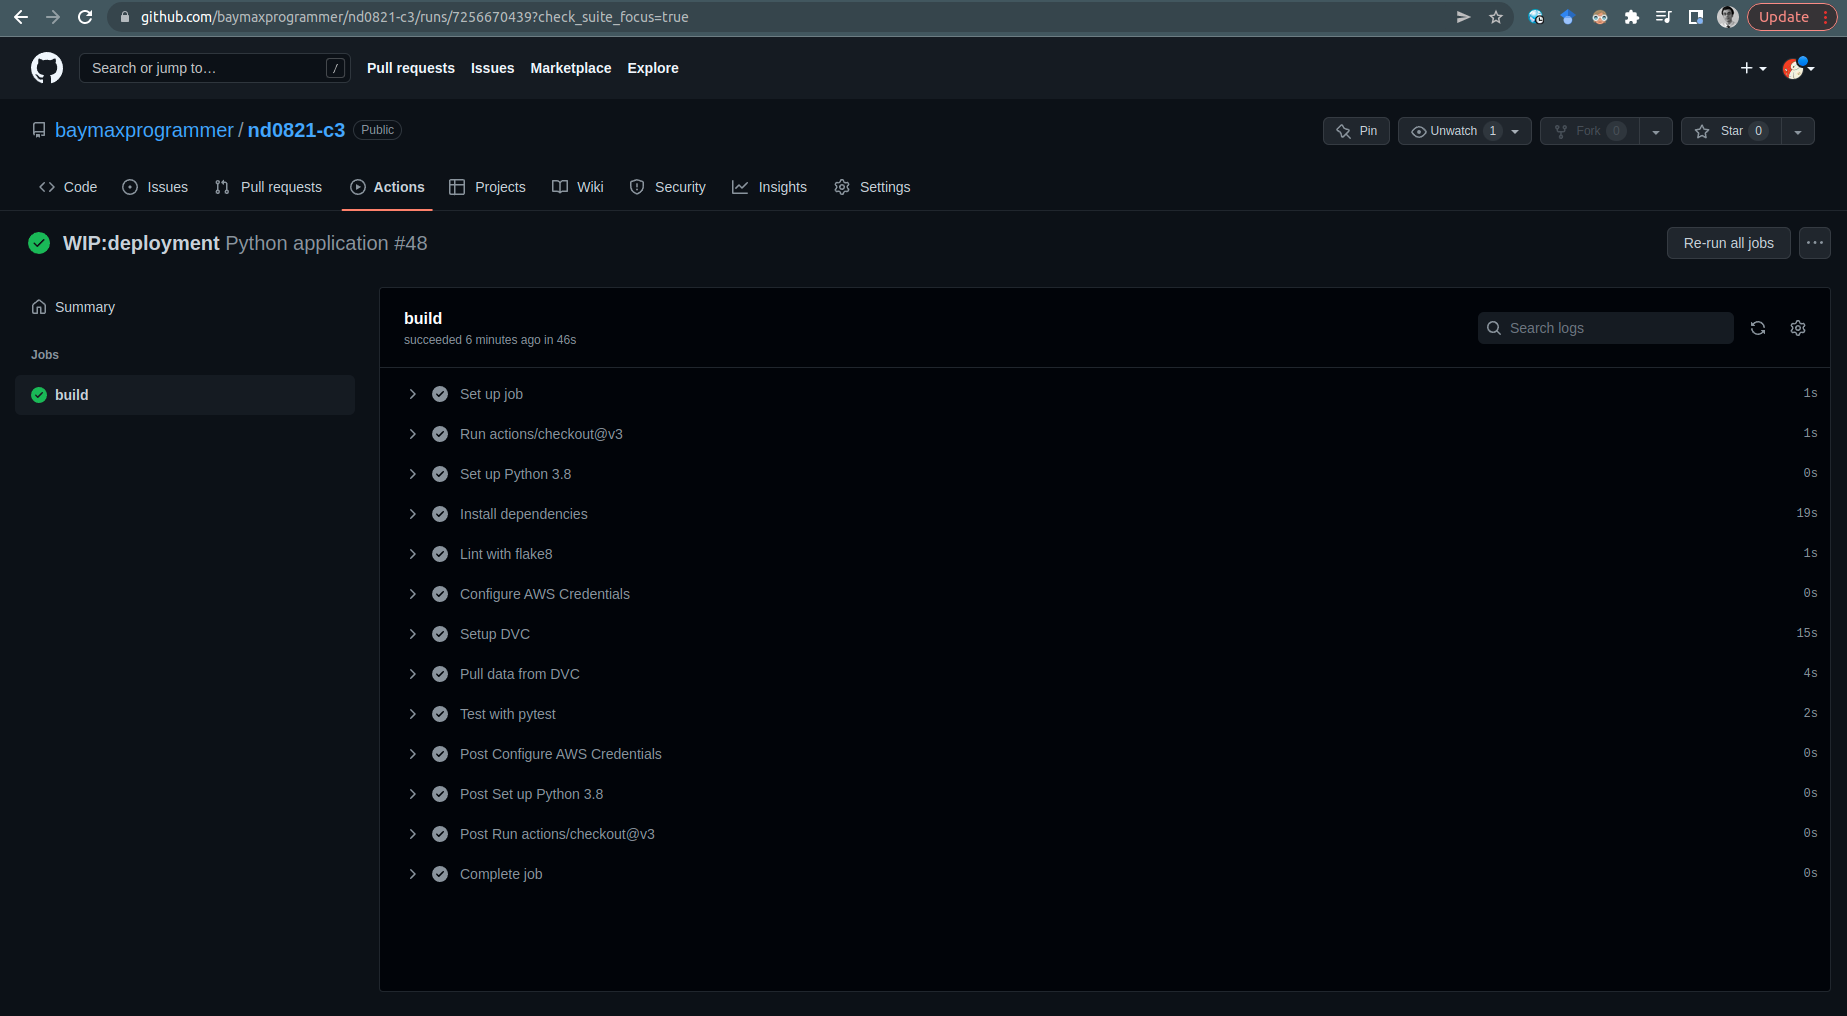 github.com/baymaxprogrammer/nd0821-c3/runs/7256670439?check_suite_focus=true
Update
Search or jump to… /
Pull requests Issues Marketplace Explore
baymaxprogrammer / nd0821-c3 Public
Pin Unwatch 1 Fork 0 Star 0
Code Issues Pull requests Actions Projects Wiki Security Insights Settings
WIP:deployment Python application #48
Re-run all jobs
Summary
Jobs
build
build
succeeded 6 minutes ago in 46s
Search logs
Set up job 1s
Run actions/checkout@v3 1s
Set up Python 3.8 0s
Install dependencies 19s
Lint with flake8 1s
Configure AWS Credentials 0s
Setup DVC 15s
Pull data from DVC 4s
Test with pytest 2s
Post Configure AWS Credentials 0s
Post Set up Python 3.8 0s
Post Run actions/checkout@v3 0s
Complete job 0s